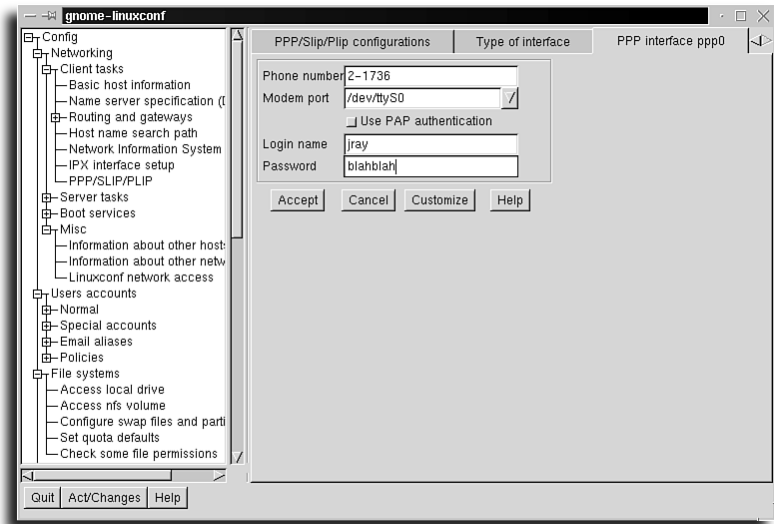 gnome-linuxconf
Config
Networking
Client tasks
Basic host information
Name server specification (
Routing and gateways
Host name search path
Network Information System
IPX interface setup
PPP/SLIP/PLIP
Server tasks
Boot services
Misc
Information about other hosts
Information about other netw
Linuxconf network access
Users accounts
Normal
Special accounts
Email aliases
Policies
File systems
Access local drive
Access nfs volume
Configure swap files and parti
Set quota defaults
Check some file permissions
PPP/Slip/Plip configurations
Type of interface
PPP interface ppp0
Phone number 2-1736
Modem port /dev/ttyS0
Use PAP authentication
Login name jray
Password blahblah
Accept Cancel Customize Help
Quit Act/Changes Help